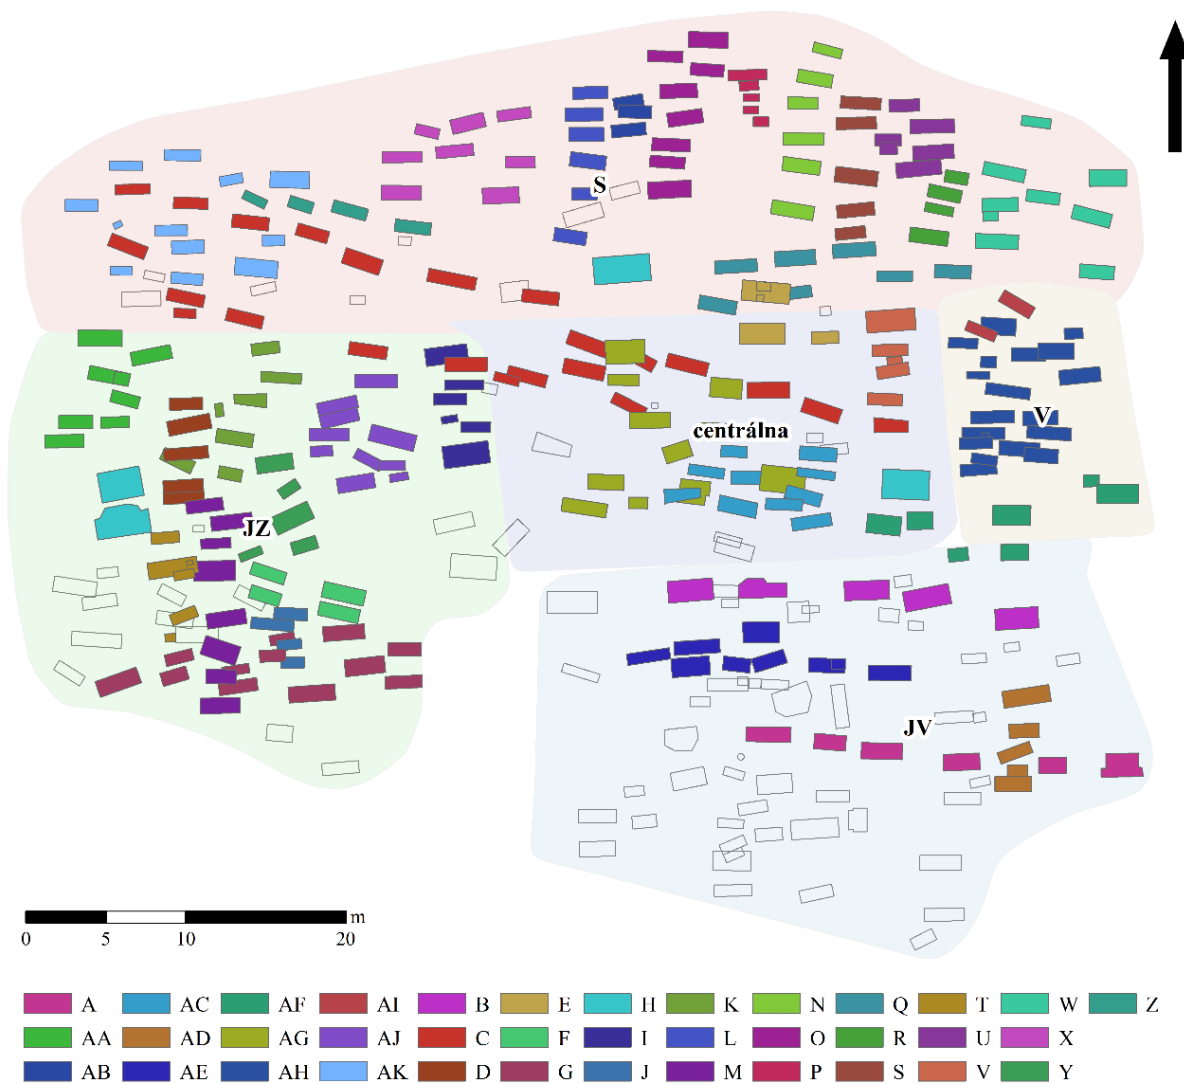 S
V
centrálna
JZ
JV
m
0 5 10 20
A AC AF AI B E H K N Q T W Z
AA AD AG AJ C F I L O R U X
AB AE AH AK D G J M P S V Y